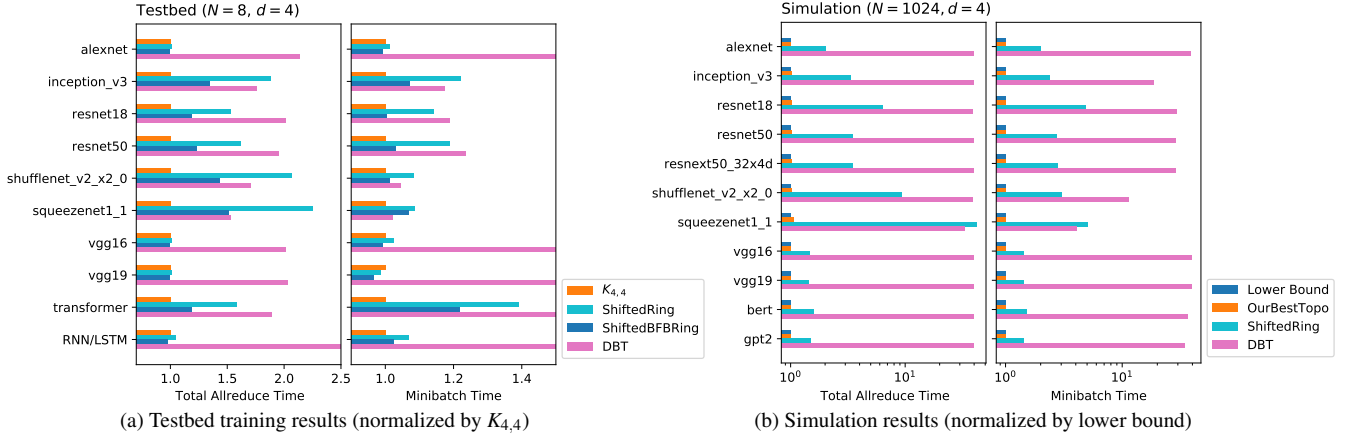 Testbed (N = 8, d = 4)
alexnet
inception_v3
resnet18
resnet50
shufflenet_v2_x2_0
squeezenet1_1
vgg16
vgg19
transformer
RNN/LSTM
1.0 1.5 2.0 2.5
Total Allreduce Time
1.0 1.2 1.4
Minibatch Time
K4,4
ShiftedRing
ShiftedBFBRing
DBT
(a) Testbed training results (normalized by K4,4)
Simulation (N = 1024, d = 4)
alexnet
inception_v3
resnet18
resnet50
resnext50_32x4d
shufflenet_v2_x2_0
squeezenet1_1
vgg16
vgg19
bert
gpt2
10^0 10^1
Total Allreduce Time
10^0 10^1
Minibatch Time
Lower Bound
OurBestTopo
ShiftedRing
DBT
(b) Simulation results (normalized by lower bound)